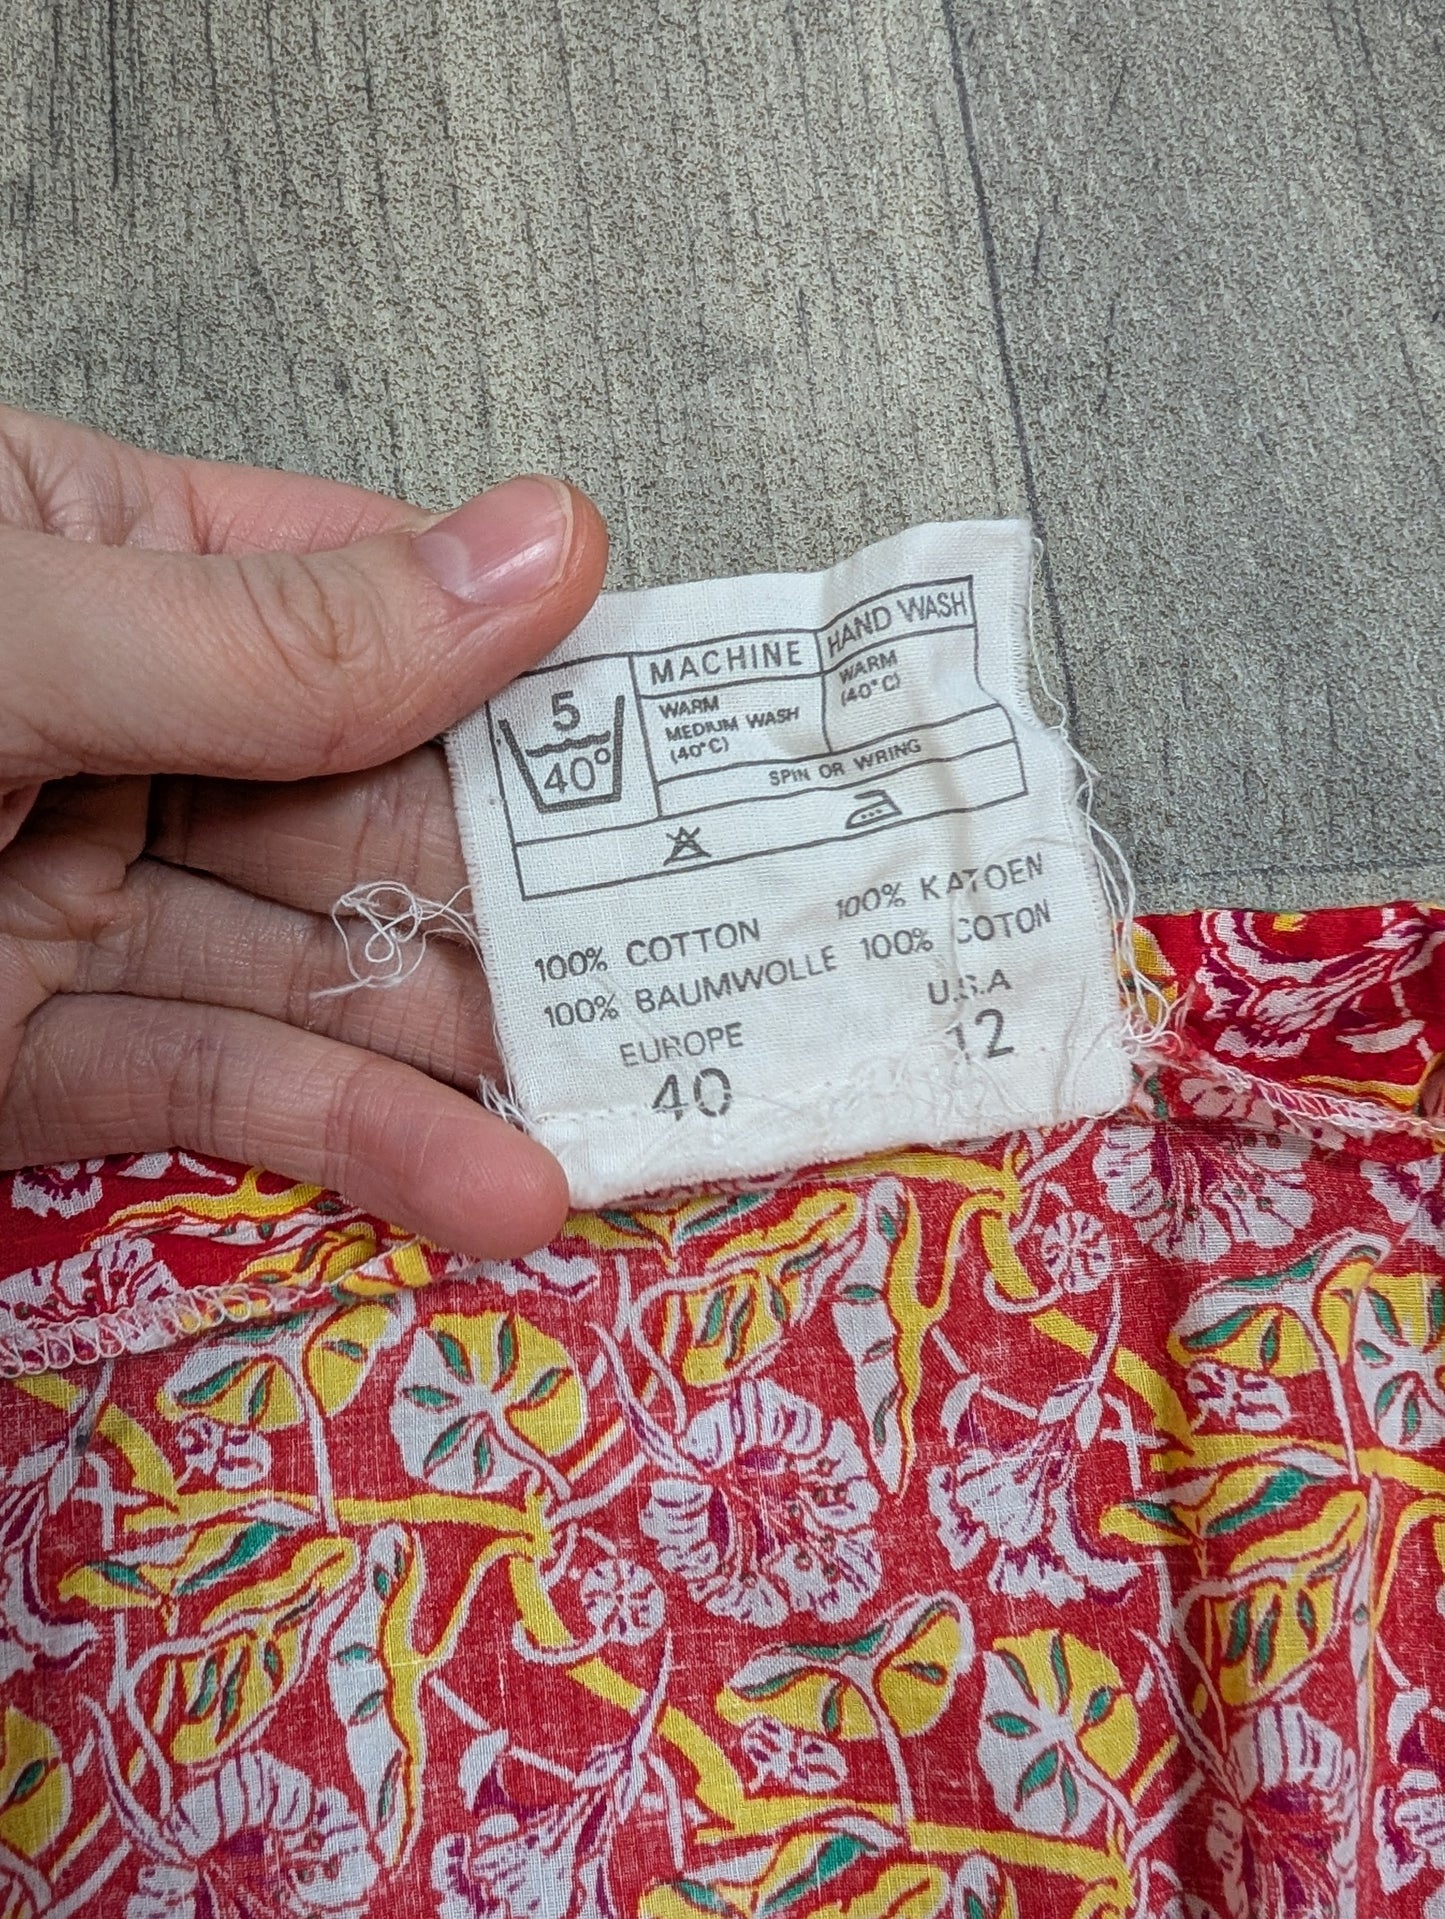 MACHINE HAND WASH
5
40°
WARM
MEDIUM WASH
(40°C)
WARM
(40°C)
SPIN OR WRING
100% COTTON 100% KATOEN
100% BAUMWOLLE 100% COTON
EUROPE U.S.A
40 12